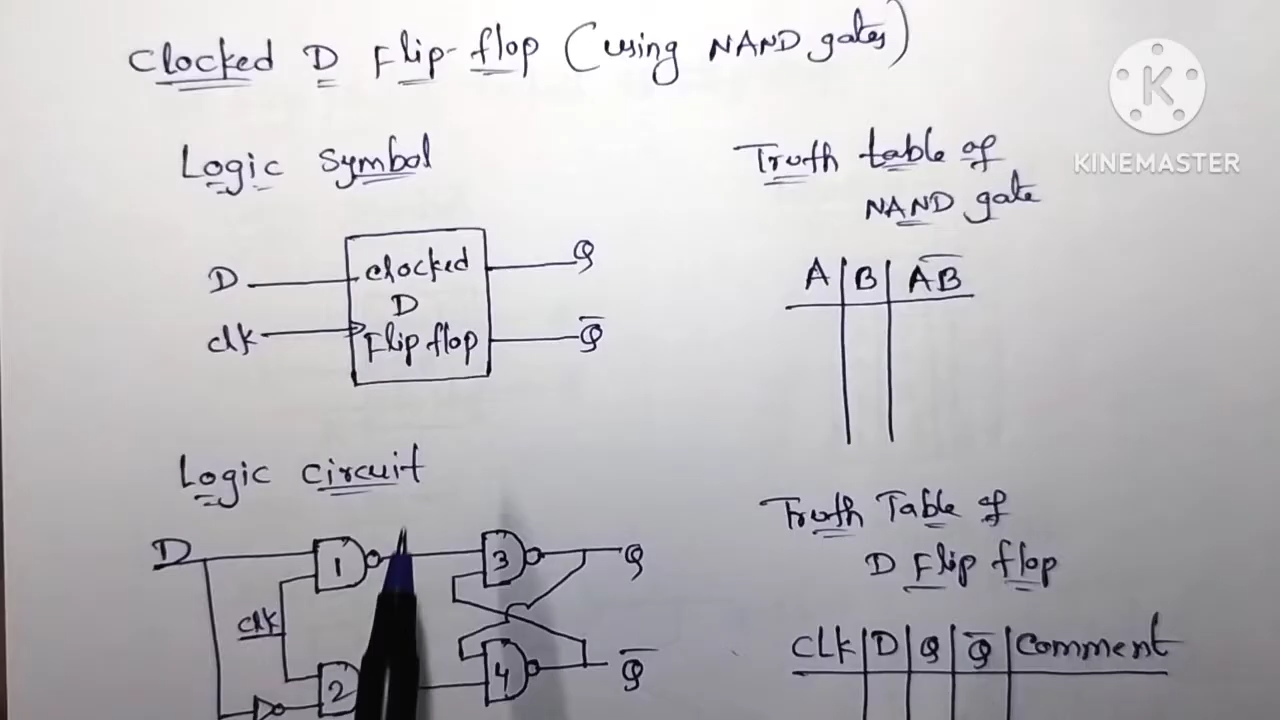 Clocked D Flip-flop (using NAND gates)
K
KINEMASTER
Logic Symbol
D
clk
clocked
D
Flip flop
Q
Q̅
Truth table of
NAND gate
A B A̅B̅
Logic circuit
D
clk
1
2
3
4
Q
Q̅
Truth Table of
D Flip flop
CLK D Q Q̅ Comment